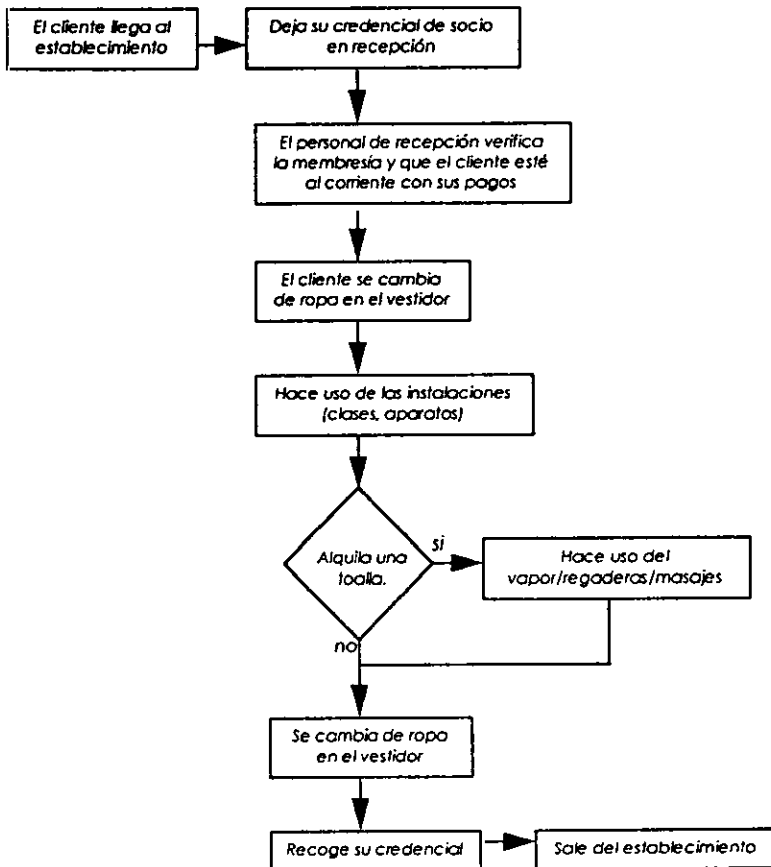 El cliente llega al
establecimiento
Deja su credencial de socio
en recepción
El personal de recepción verifica
la membresía y que el cliente esté
al corriente con sus pagos
El cliente se cambia
de ropa en el vestidor
Hace uso de las instalaciones
(clases, aparatos)
Alquila una
toalla.
si
Hace uso del
vapor/regaderas/masajes
no
Se cambia de ropa
en el vestidor
Recoge su credencial
Sale del establecimiento